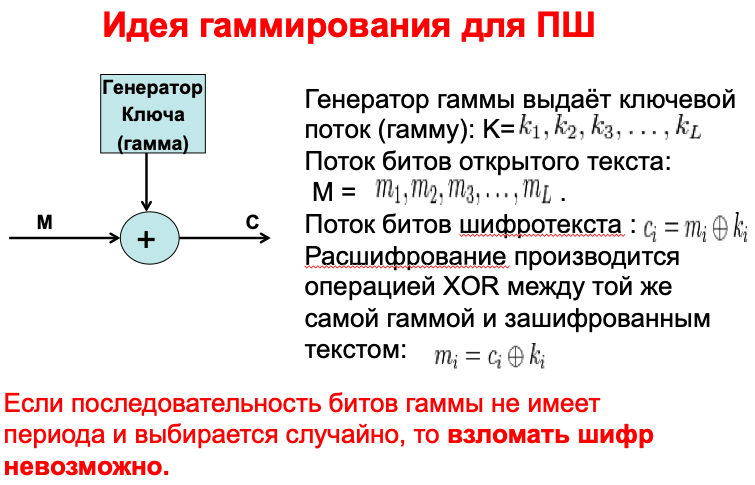 Идея гаммирования для ПШ
Генератор
Ключа
(гамма)
M
+
C
Генератор гаммы выдаёт ключевой
поток (гамму): K=k₁, k₂, k₃, . . . , k_L
Поток битов открытого текста:
M = m₁, m₂, m₃, . . . , m_L .
Поток битов шифротекста : cᵢ = mᵢ ⊕ kᵢ
Расшифрование производится
операцией XOR между той же
самой гаммой и зашифрованным
текстом: mᵢ = cᵢ ⊕ kᵢ
Если последовательность битов гаммы не имеет
периода и выбирается случайно, то взломать шифр
невозможно.